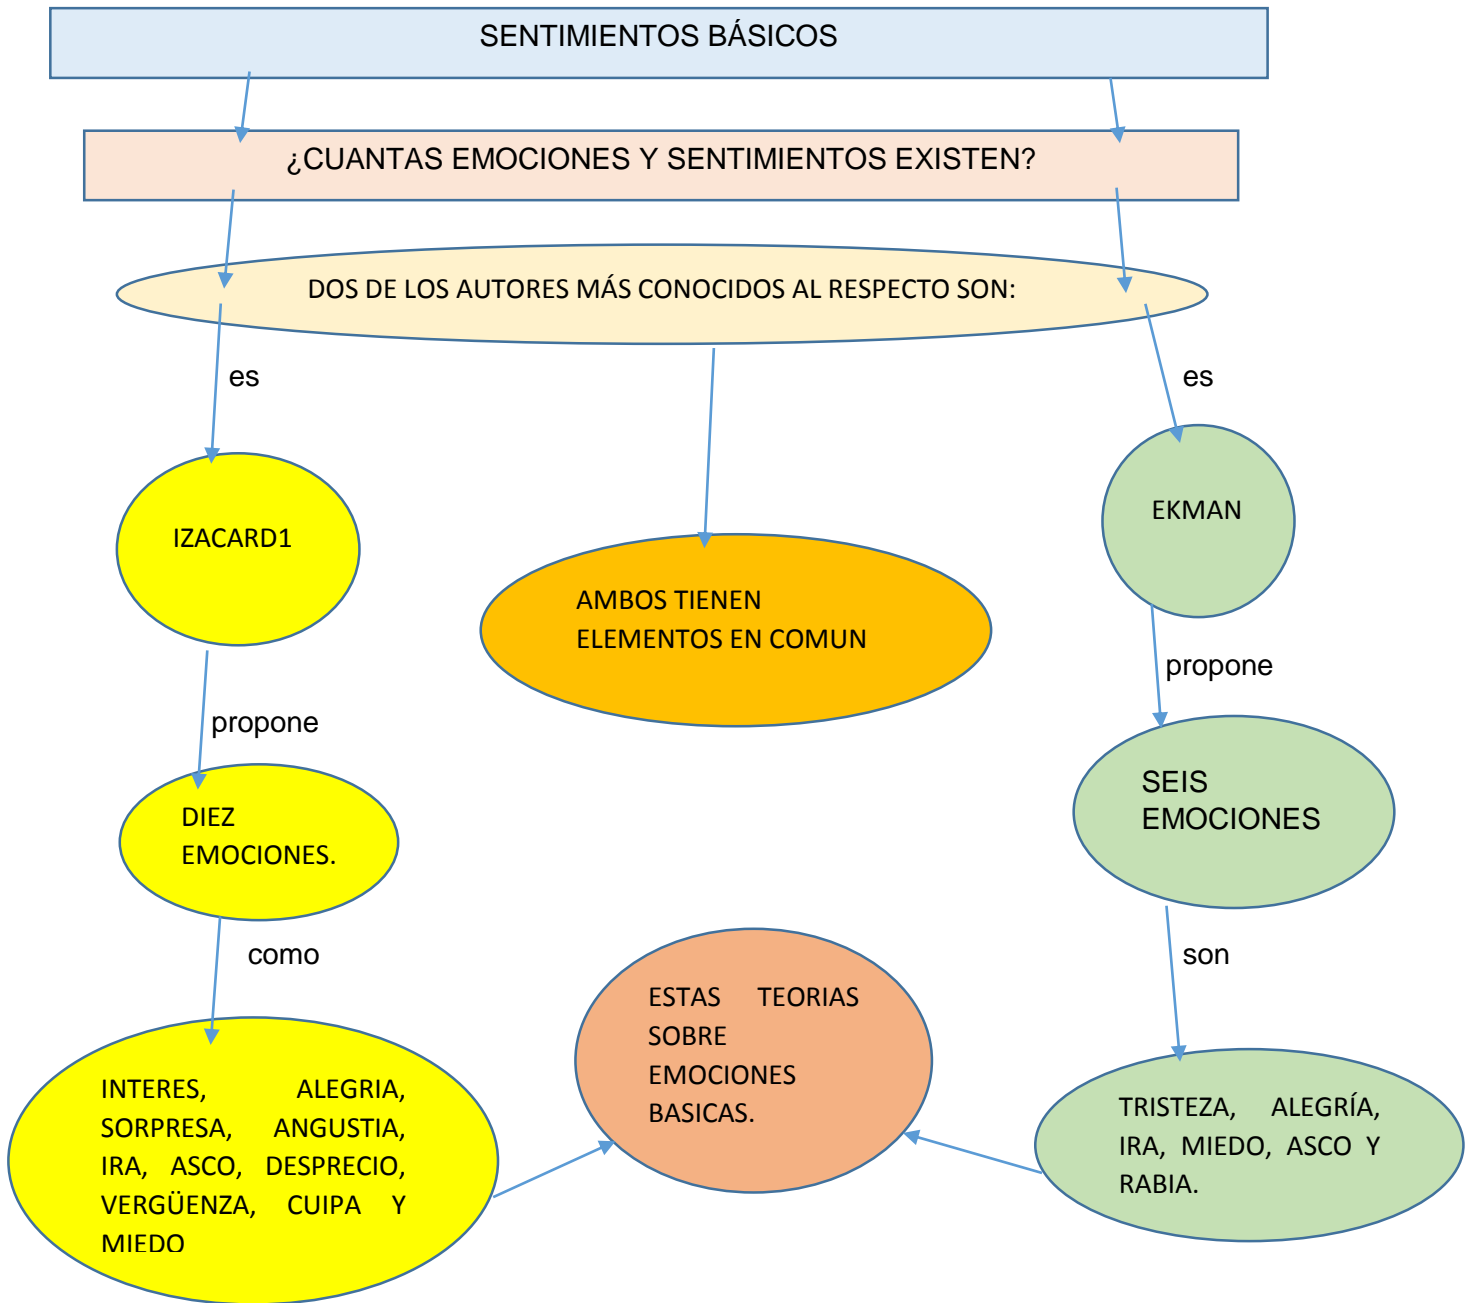 SENTIMIENTOS BÁSICOS
¿CUANTAS EMOCIONES Y SENTIMIENTOS EXISTEN?
DOS DE LOS AUTORES MÁS CONOCIDOS AL RESPECTO SON:
es
es
IZACARD1
EKMAN
AMBOS TIENEN
ELEMENTOS EN COMUN
propone
propone
DIEZ
EMOCIONES.
SEIS
EMOCIONES
como
son
ESTAS TEORIAS
SOBRE
EMOCIONES
BASICAS.
INTERES, ALEGRIA,
SORPRESA, ANGUSTIA,
IRA, ASCO, DESPRECIO,
VERGÜENZA, CUIPA Y
MIEDO
TRISTEZA, ALEGRÍA,
IRA, MIEDO, ASCO Y
RABIA.